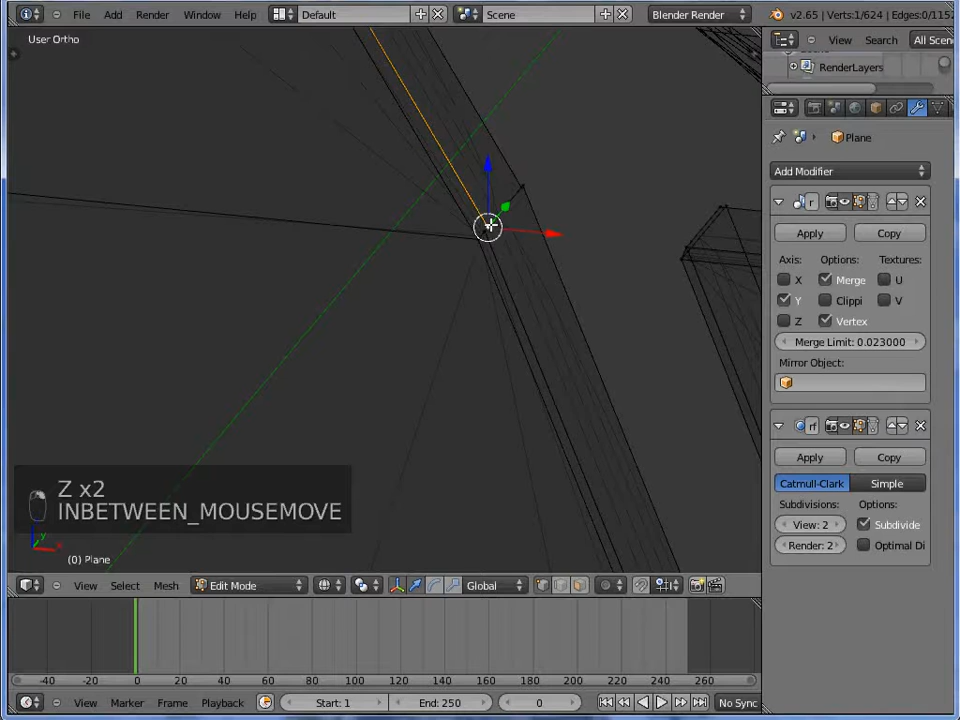 File Add Render Window Help Default Scene Blender Render v2.65 | Verts:1/624 | Edges:0/1152
User Ortho
View Search All Scen
RenderLayers
Plane
Add Modifier
Apply Copy
Axis: Options: Textures:
X Merge U
Y Clippi V
Z Vertex
Merge Limit: 0.023000
Mirror Object:
rf
Apply Copy
Catmull-Clark Simple
Subdivisions: Options:
View: 2 Subdivide
Render: 2 Optimal Di
Z x2
INBETWEEN_MOUSEMOVE
(0) Plane
View Select Mesh Edit Mode Global
-40 -20 0 20 40 60 80 100 120 140 160 180 200 220 240 260
View Marker Frame Playback Start: 1 End: 250 0 No Sync